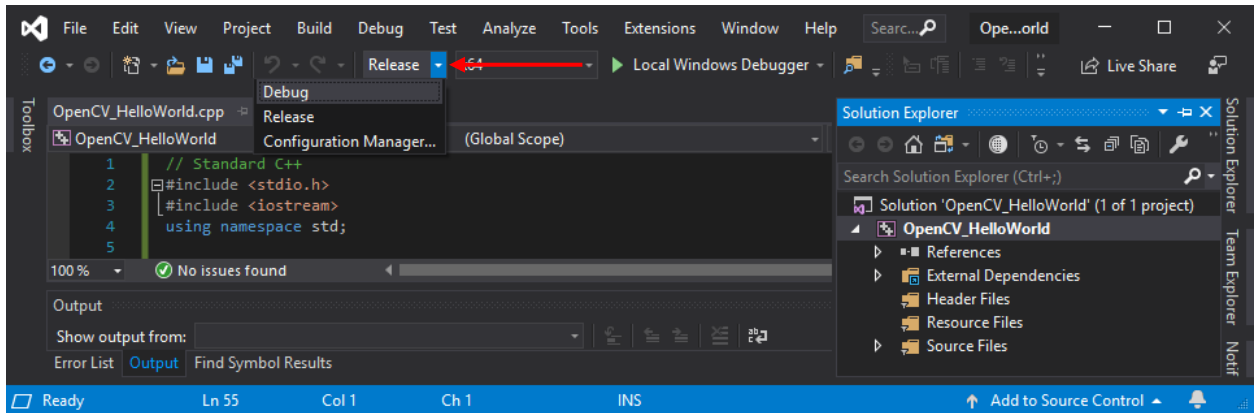 File Edit View Project Build Debug Test Analyze Tools Extensions Window Help Searc... Ope...orld
Release Local Windows Debugger Live Share
Debug
Release
Configuration Manager...
Toolbox
OpenCV_HelloWorld.cpp
OpenCV_HelloWorld (Global Scope)
1 // Standard C++
2 #include <stdio.h>
3 #include <iostream>
4 using namespace std;
5
100 % No issues found
Output
Show output from:
Error List Output Find Symbol Results
Solution Explorer
Search Solution Explorer (Ctrl+;)
Solution 'OpenCV_HelloWorld' (1 of 1 project)
OpenCV_HelloWorld
References
External Dependencies
Header Files
Resource Files
Source Files
Solution Explorer
Team Explorer
Notif
Ready Ln 55 Col 1 Ch 1 INS Add to Source Control